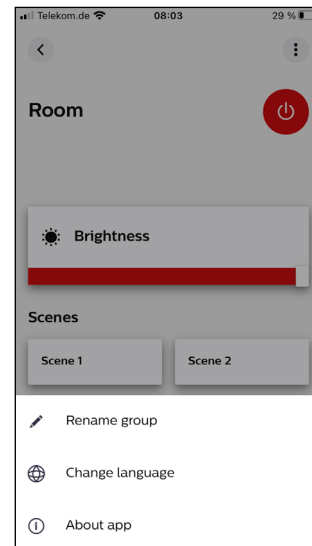 Telekom.de 08:03 29 %
Room
Brightness
Scenes
Scene 1 Scene 2
Rename group
Change language
About app